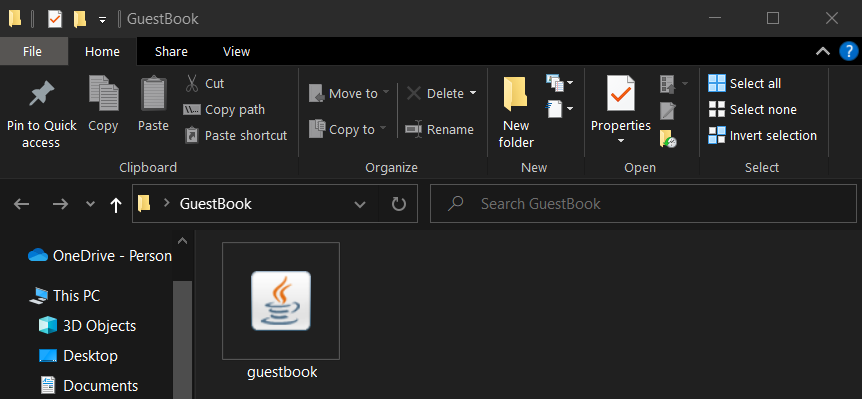 GuestBook
File Home Share View
Pin to Quick access
Copy
Paste
Cut
Copy path
Paste shortcut
Clipboard
Move to
Copy to
Delete
Rename
Organize
New folder
New
Properties
Open
Select all
Select none
Invert selection
Select
GuestBook
Search GuestBook
OneDrive - Person
This PC
3D Objects
Desktop
Documents
guestbook